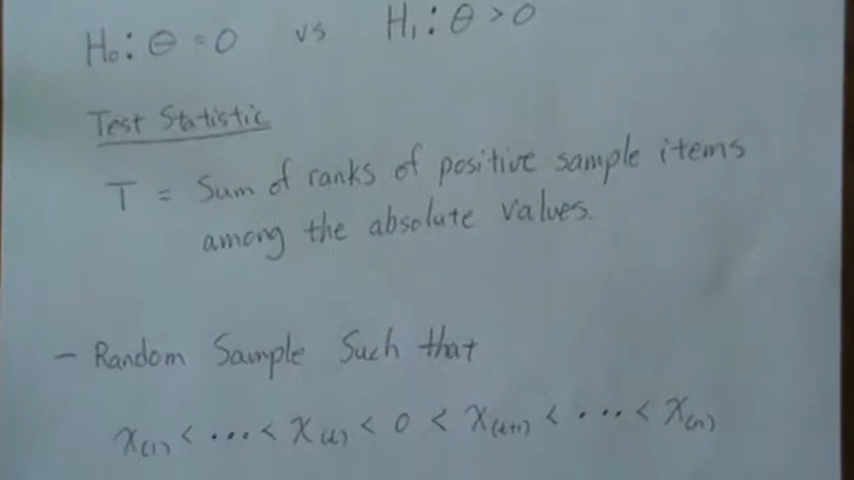 H₀: θ = 0 vs H₁: θ > 0
Test Statistic
T = Sum of ranks of positive sample items
among the absolute values.
- Random Sample Such that
x₍₁₎ < ... < x₍ₖ₎ < 0 < x₍ₖ₊₁₎ < ... < x₍ₙ₎